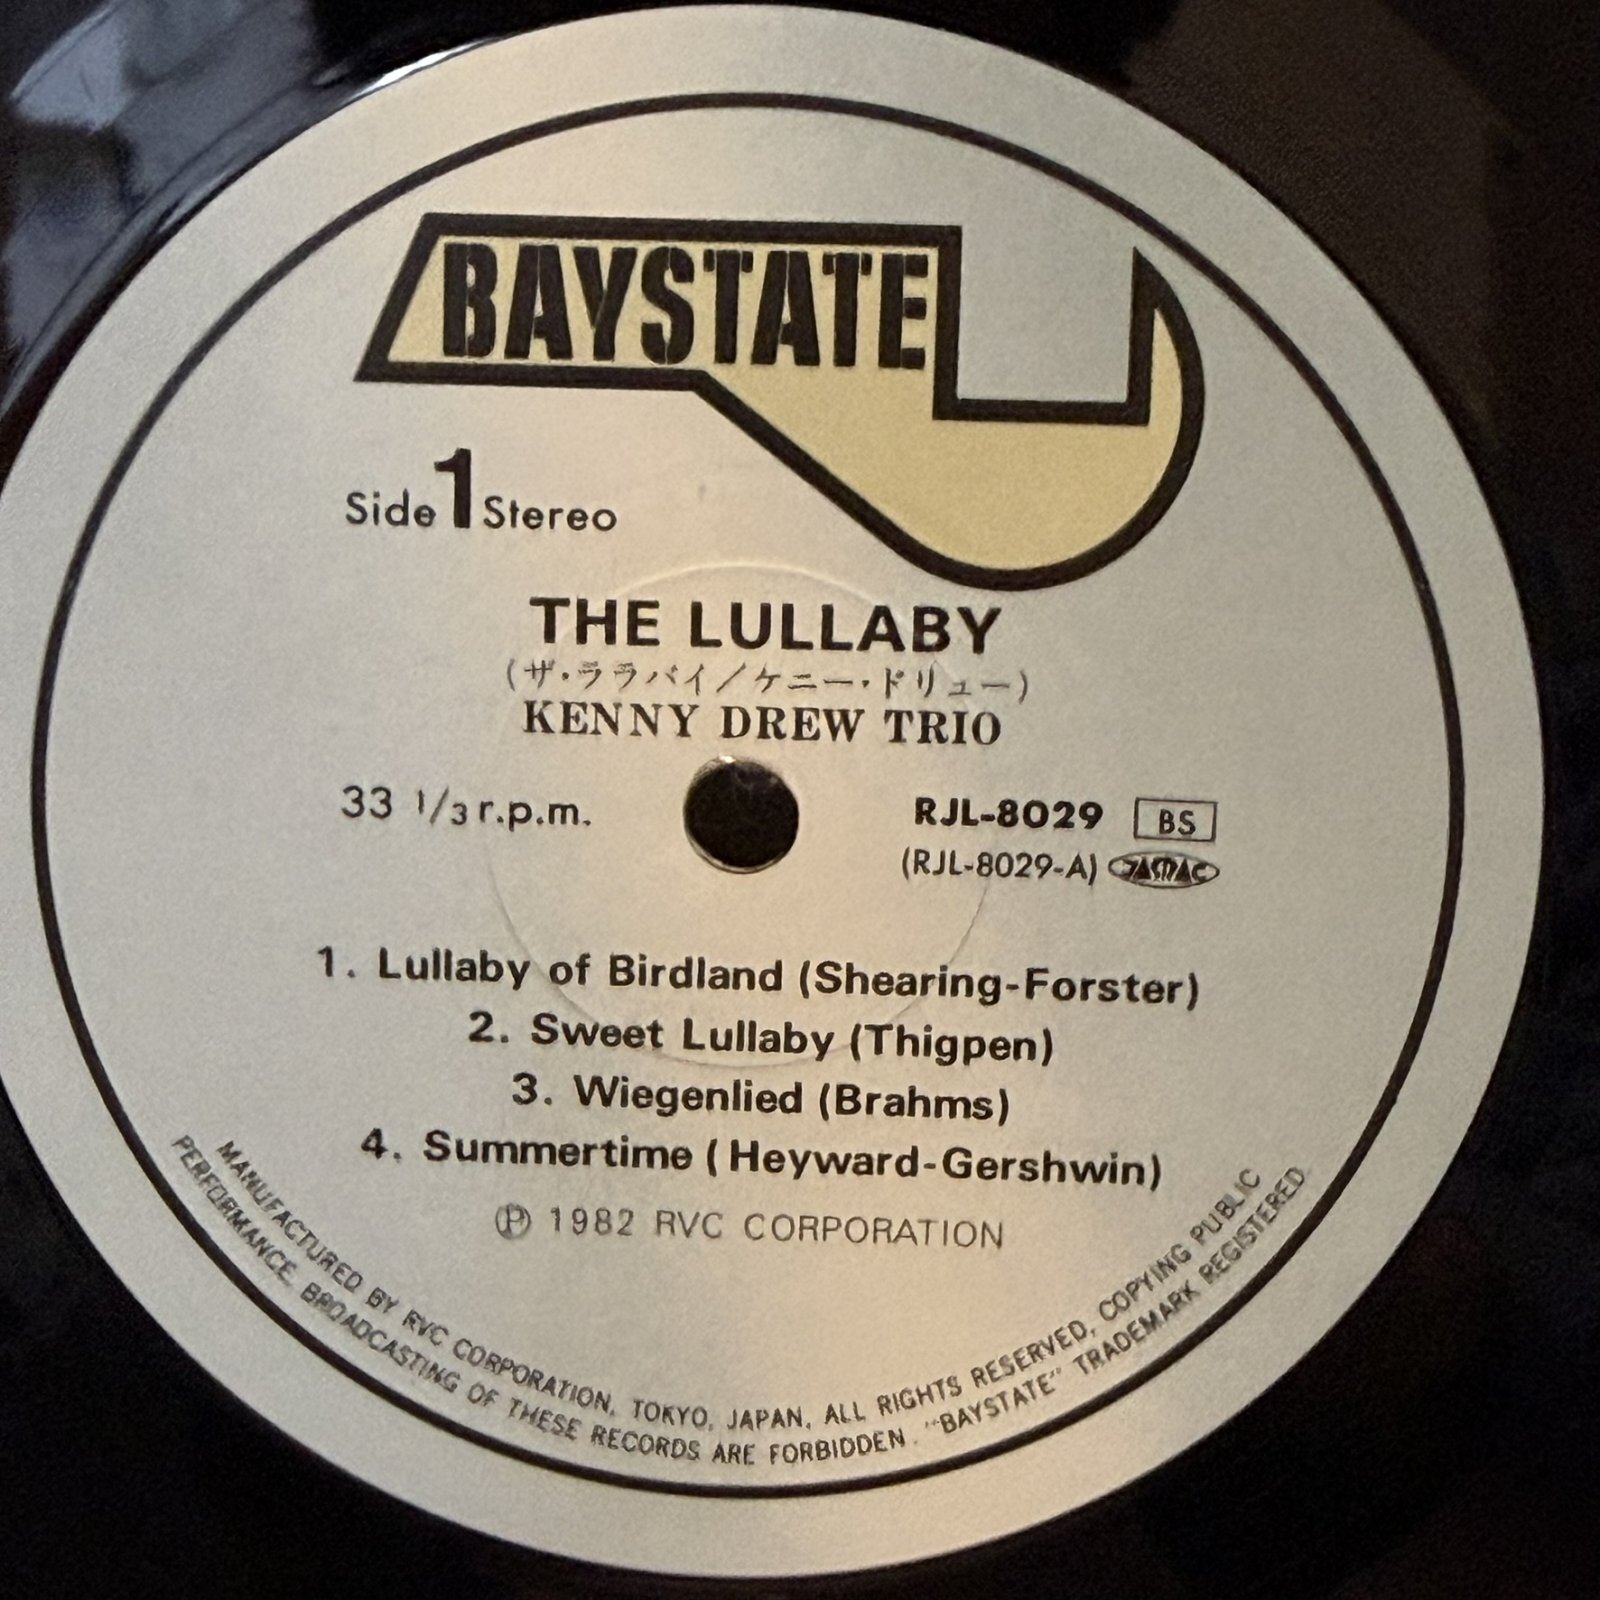 BAYSTATE
Side 1 Stereo
THE LULLABY
(ザ・ララバイ／ケニー・ドリュー)
KENNY DREW TRIO
33 1/3 r.p.m.
RJL-8029 BS
(RJL-8029-A) JASRAC
1. Lullaby of Birdland (Shearing-Forster)
2. Sweet Lullaby (Thigpen)
3. Wiegenlied (Brahms)
4. Summertime ( Heyward-Gershwin)
Ⓟ 1982 RVC CORPORATION
MANUFACTURED BY RVC CORPORATION, TOKYO, JAPAN, ALL RIGHTS RESERVED, COPYING PUBLIC
PERFORMANCE, BROADCASTING OF THESE RECORDS ARE FORBIDDEN. "BAYSTATE" TRADEMARK REGISTERED